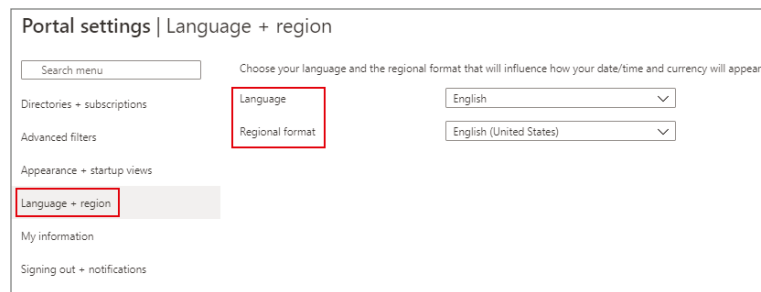 Portal settings | Language + region
Search menu
Directories + subscriptions
Advanced filters
Appearance + startup views
Language + region
My information
Signing out + notifications
Choose your language and the regional format that will influence how your date/time and currency will appear
Language
English
Regional format
English (United States)